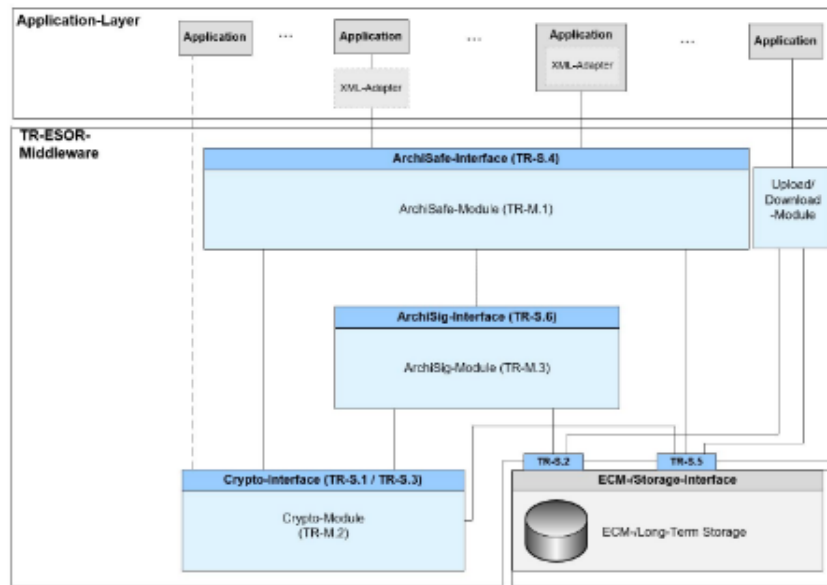 Application-Layer
Application
...
Application
...
Application
...
Application
XML-Adapter
XML-Adapter
TR-ESOR-
Middleware
ArchiSafe-Interface (TR-S.4)
ArchiSafe-Module (TR-M.1)
Upload/
Download
-Module
ArchiSig-Interface (TR-S.6)
ArchiSig-Module (TR-M.3)
TR-S.2
TR-S.5
Crypto-Interface (TR-S.1 / TR-S.3)
ECM-/Storage-Interface
Crypto-Module
(TR-M.2)
ECM-/Long-Term Storage